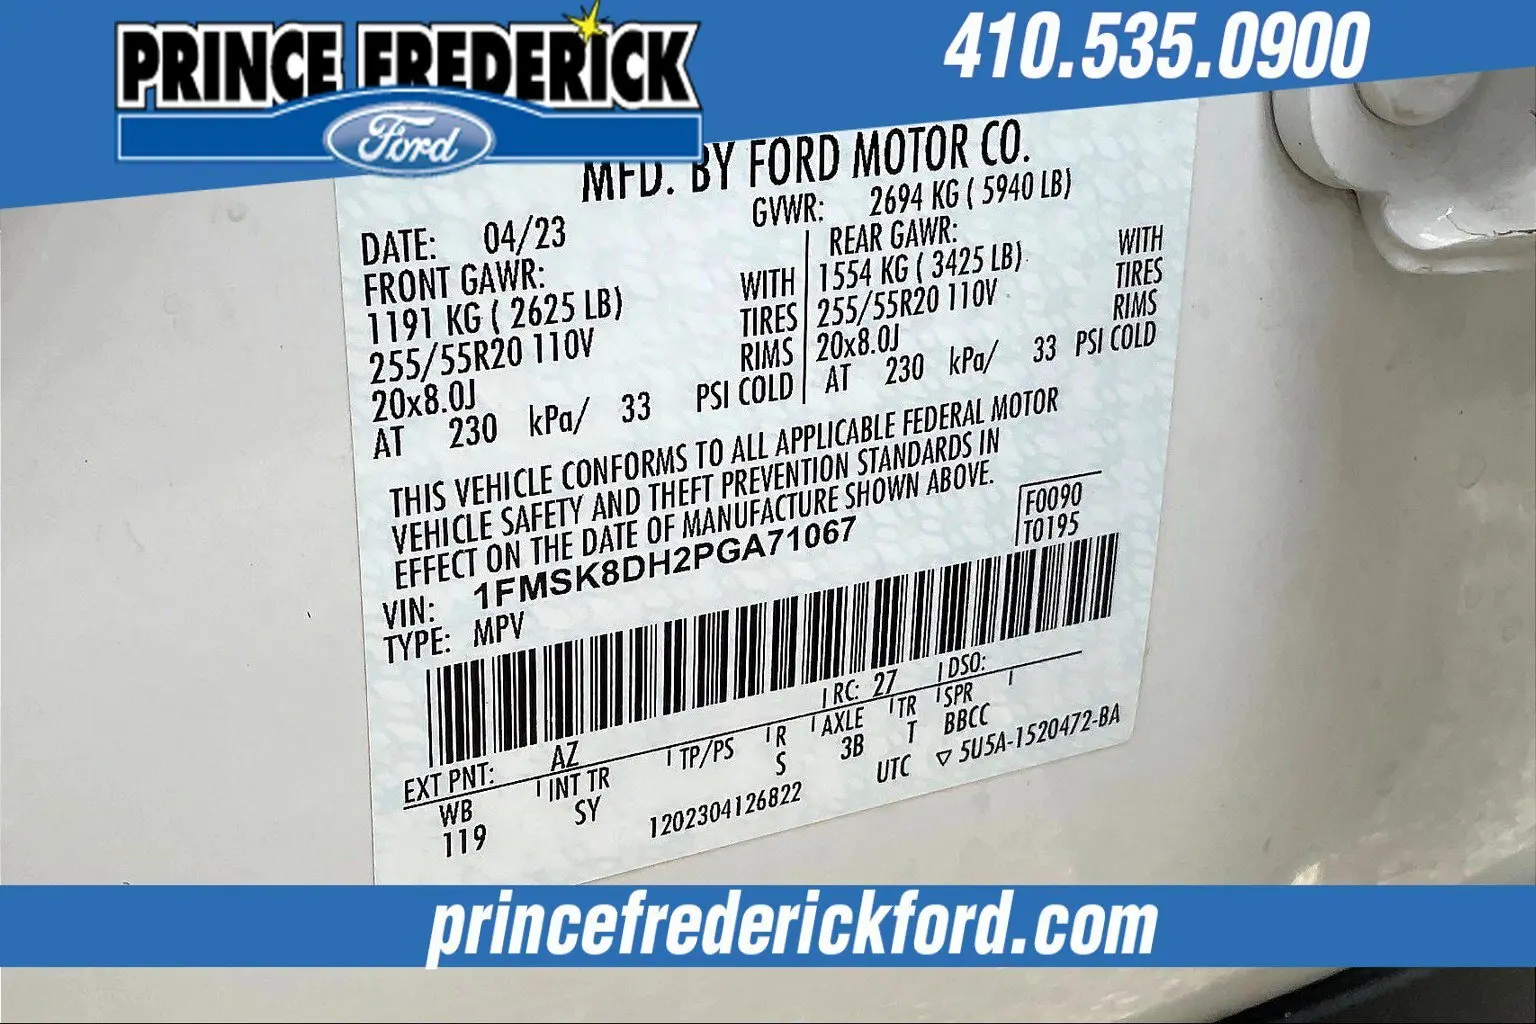 PRINCE FREDERICK
Ford
410.535.0900
MFD. BY FORD MOTOR CO.
DATE: 04/23 GVWR: 2694 KG ( 5940 LB)
FRONT GAWR:
1191 KG ( 2625 LB) WITH
255/55R20 110V TIRES
20x8.0J RIMS
AT 230 kPa/ 33 PSI COLD
REAR GAWR:
1554 KG ( 3425 LB) WITH
255/55R20 110V TIRES
20x8.0J RIMS
AT 230 kPa/ 33 PSI COLD
THIS VEHICLE CONFORMS TO ALL APPLICABLE FEDERAL MOTOR
VEHICLE SAFETY AND THEFT PREVENTION STANDARDS IN
EFFECT ON THE DATE OF MANUFACTURE SHOWN ABOVE.
F0090
T0195
VIN: 1FMSK8DH2PGA71067
TYPE: MPV
EXT PNT: AZ RC: 27 DSO:
WB INT TR TP/PS R AXLE TR SPR
119 SY S 3B T BBCC
1202304126822 UTC ▽ 5U5A-1520472-BA
princefrederickford.com